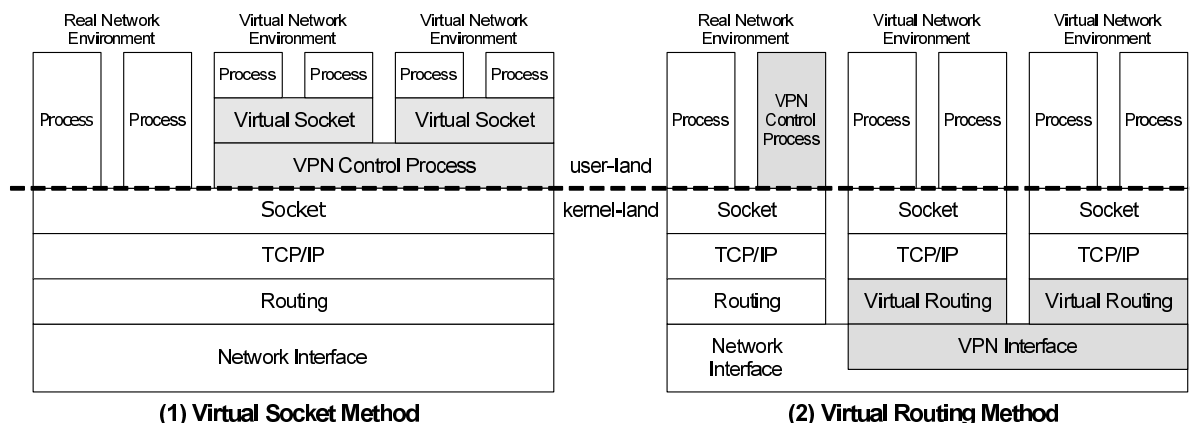 Real Network
Environment
Virtual Network
Environment
Virtual Network
Environment
Process
Process
Process
Process
Process
Process
Virtual Socket
Virtual Socket
VPN Control Process
user-land
kernel-land
Socket
TCP/IP
Routing
Network Interface
(1) Virtual Socket Method
Real Network
Environment
Virtual Network
Environment
Virtual Network
Environment
Process
VPN
Control
Process
Process
Process
Process
Process
Socket
Socket
Socket
TCP/IP
TCP/IP
TCP/IP
Routing
Virtual Routing
Virtual Routing
Network
Interface
VPN Interface
(2) Virtual Routing Method